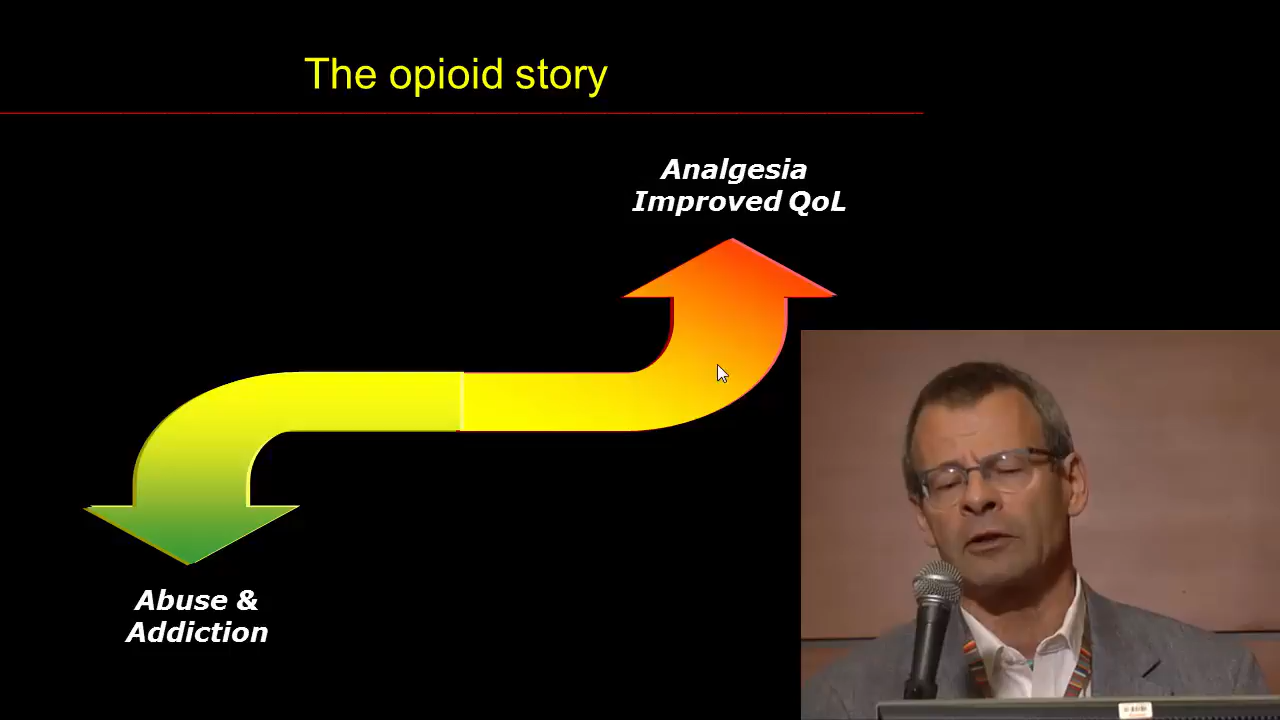 The opioid story
Analgesia
Improved QoL
Abuse &
Addiction